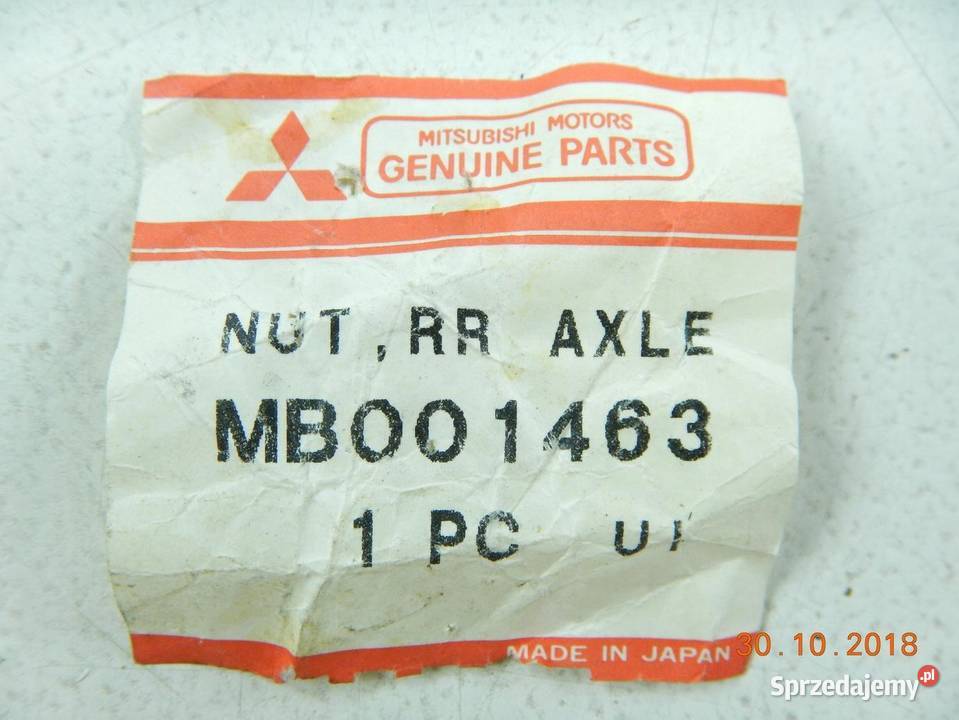 MITSUBISHI MOTORS
GENUINE PARTS
NUT, RR AXLE
MB001463
1 PC
MADE IN JAPAN
30.10.2018
Sprzedajemy.pl